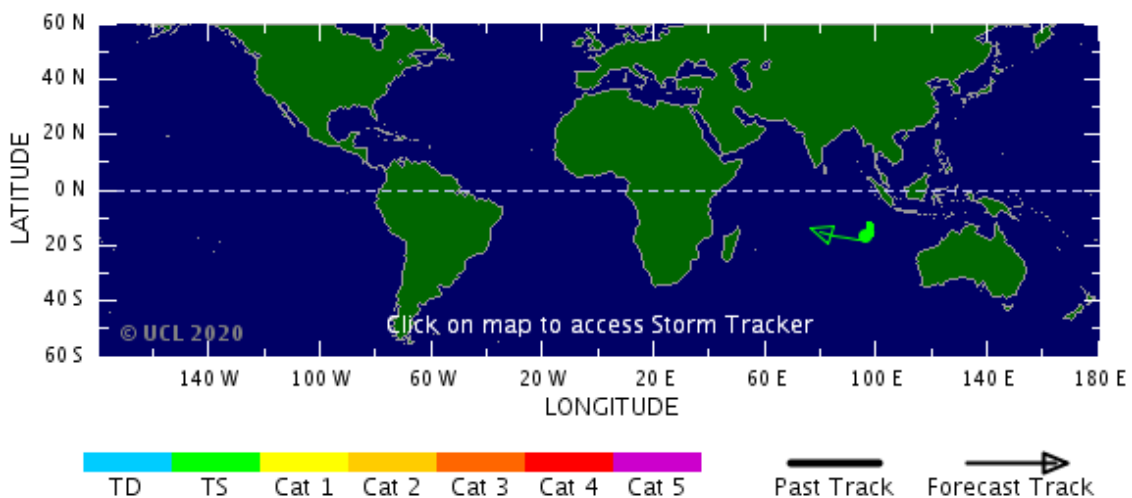 60 N
40 N
20 N
0 N
20 S
40 S
60 S
LATITUDE
© UCL 2020
Click on map to access Storm Tracker
140 W 100 W 60 W 20 W 20 E 60 E 100 E 140 E 180 E
LONGITUDE
TD TS Cat 1 Cat 2 Cat 3 Cat 4 Cat 5 Past Track Forecast Track